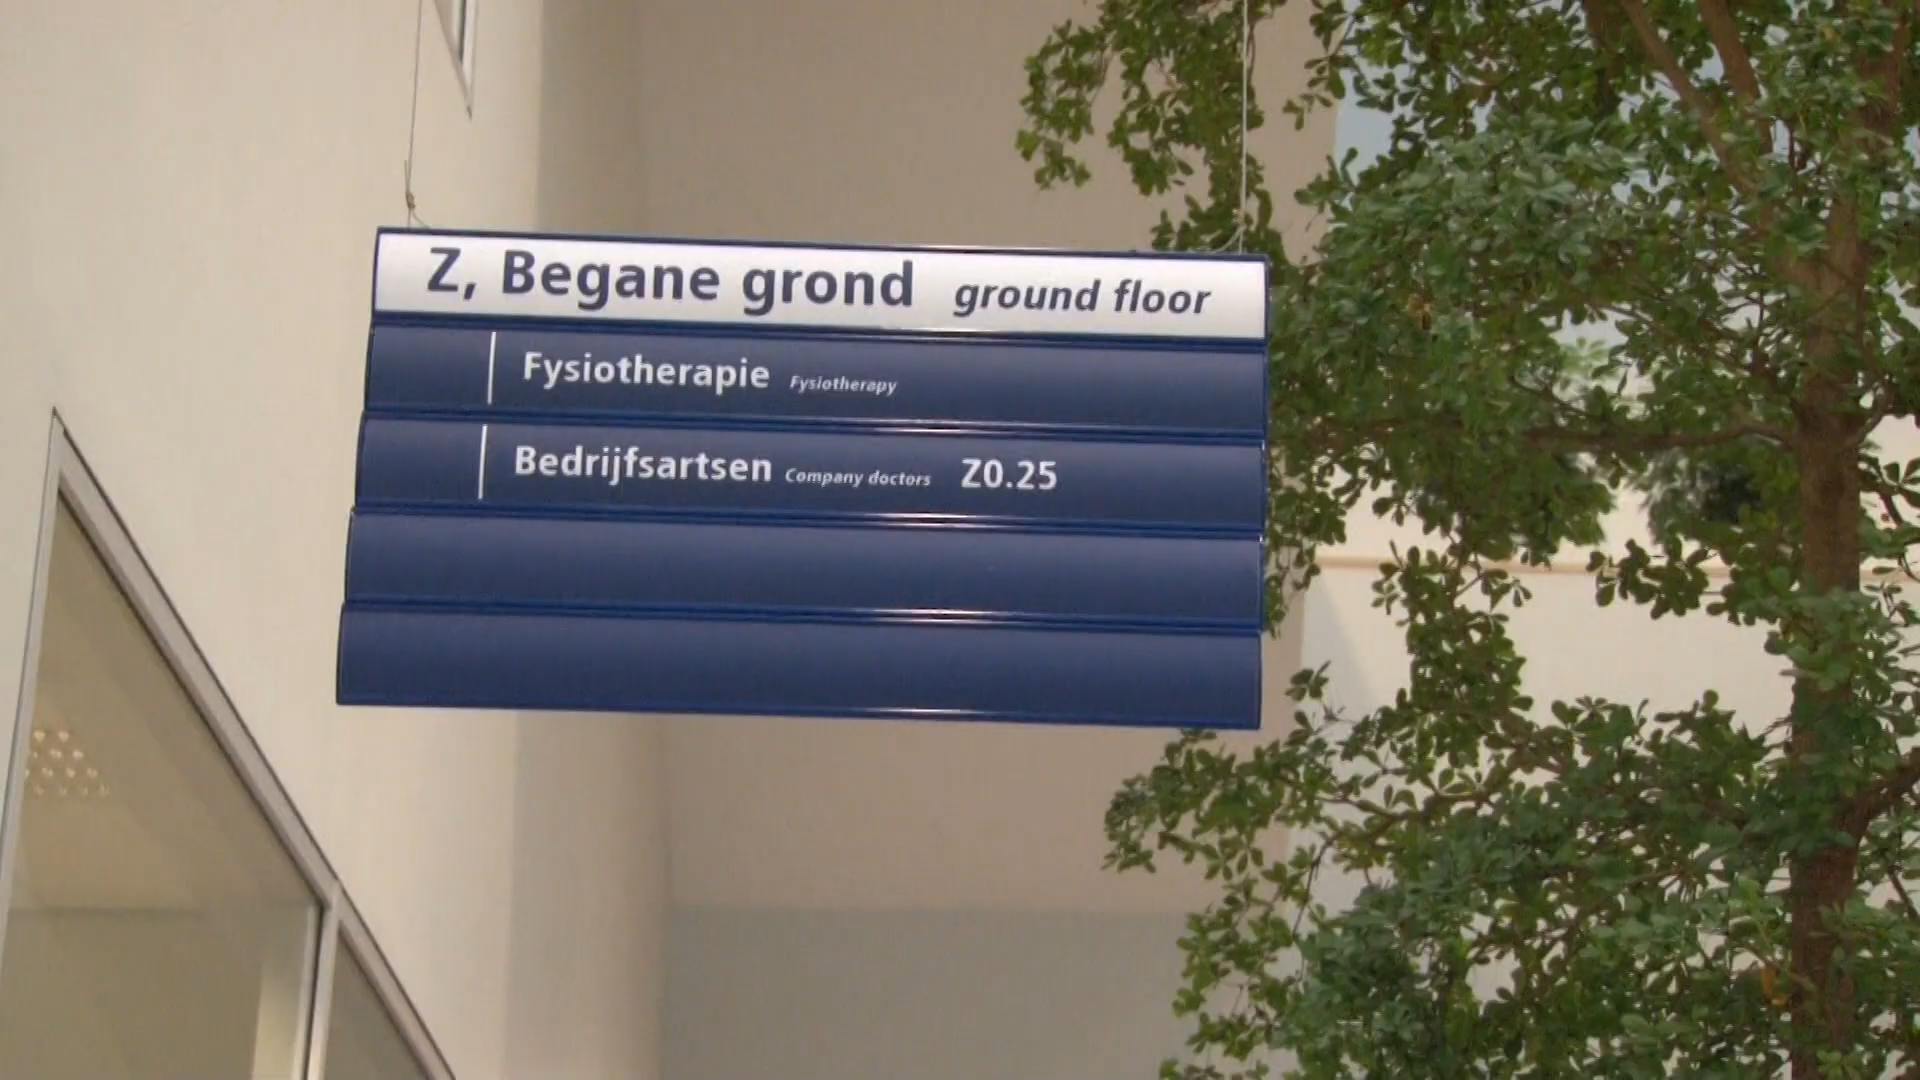 Z, Begane grond ground floor
Fysiotherapie Fysiotherapy
Bedrijfsartsen Company doctors Z0.25